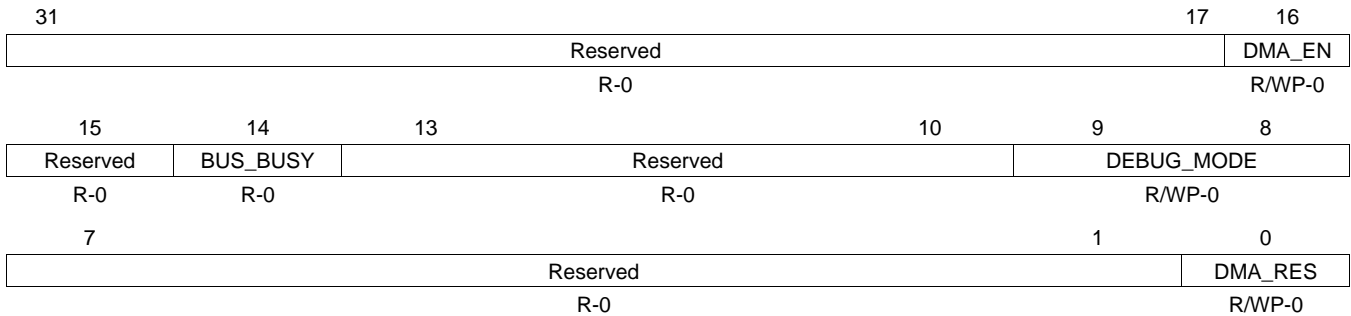 31 17 16
Reserved DMA_EN
R-0 R/WP-0
15 14 13 10 9 8
Reserved BUS_BUSY Reserved DEBUG_MODE
R-0 R-0 R-0 R/WP-0
7 1 0
Reserved DMA_RES
R-0 R/WP-0